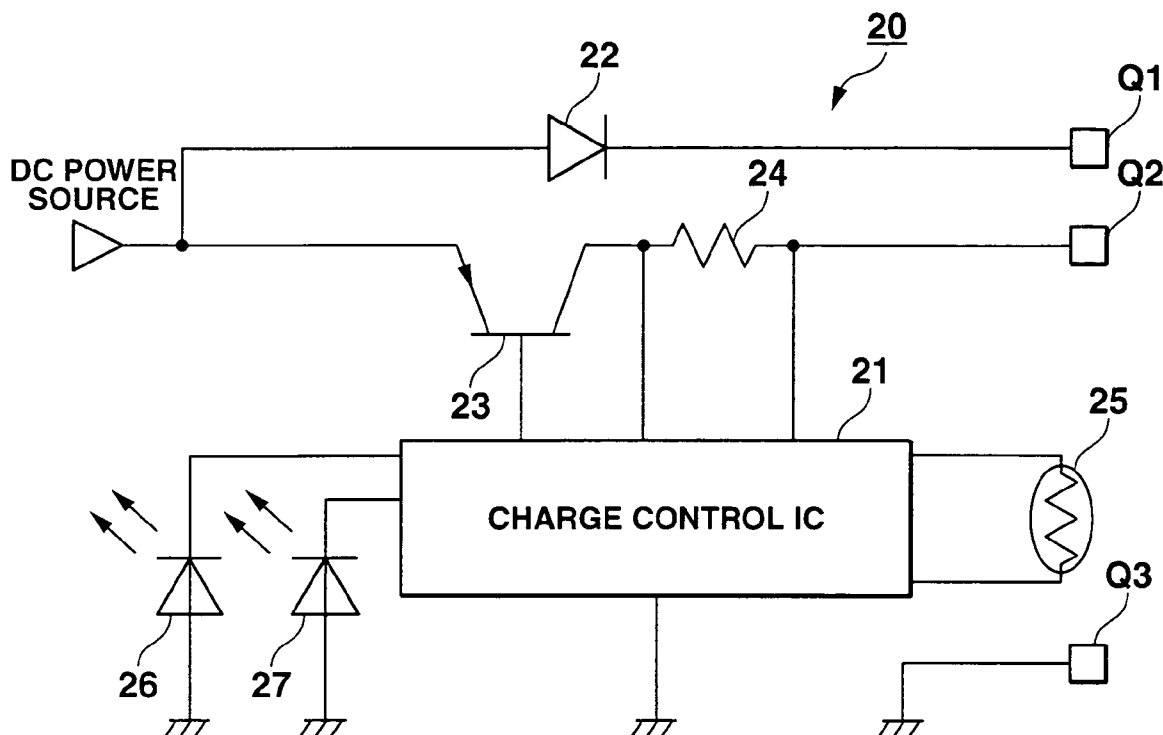 20
22
Q1
DC POWER
SOURCE
24
Q2
23
21
25
CHARGE CONTROL IC
Q3
26
27